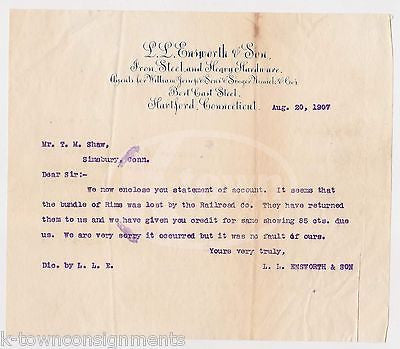 L. L. Ensworth & Son,
Iron, Steel, and Heavy Hardware.
Agents for William Jessop & Sons & Singer, Nimick, & Co's
Best Cast Steel.
Hartford, Connecticut.
Aug. 20, 1907
Mr. T. M. Shaw,
Simsbury, Conn.
Dear Sir:-
We now enclose you statement of account. It seems that
the bundle of Rims was lost by the Railroad Co. They have returned
them to us and we have given you credit for same showing 85 cts. due
us. We are very sorry it occurred but it was no fault of ours.
Yours very truly,
Dic. by L. L. E. L. L. ENSWORTH & SON
k-townconsignments